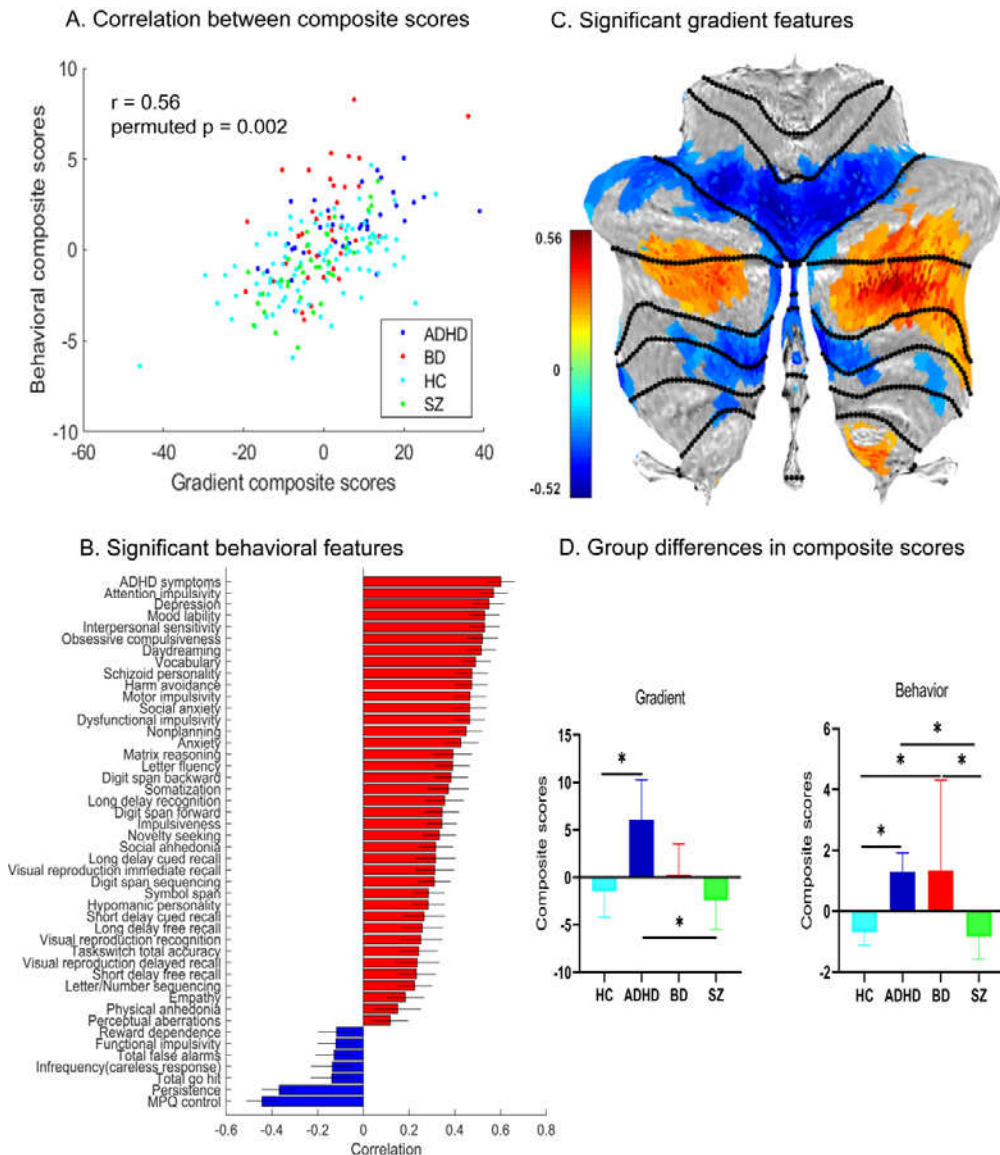 A. Correlation between composite scores
r = 0.56
permuted p = 0.002
10
5
0
-5
-10
Behavioral composite scores
-60 -40 -20 0 20 40
Gradient composite scores
ADHD
BD
HC
SZ
C. Significant gradient features
0.56
0
-0.52
B. Significant behavioral features
ADHD symptoms
Attention impulsivity
Depression
Mood lability
Interpersonal sensitivity
Obsessive compulsiveness
Daydreaming
Vocabulary
Schizoid personality
Harm avoidance
Motor impulsivity
Social anxiety
Dysfunctional impulsivity
Nonplanning
Anxiety
Matrix reasoning
Letter fluency
Digit span backward
Somatization
Long delay recognition
Digit span forward
Impulsiveness
Novelty seeking
Social anhedonia
Long delay cued recall
Visual reproduction immediate recall
Digit span sequencing
Symbol span
Hypomanic personality
Short delay cued recall
Long delay free recall
Visual reproduction recognition
Taskswitch total accuracy
Visual reproduction delayed recall
Short delay free recall
Letter/Number sequencing
Empathy
Physical anhedonia
Perceptual aberrations
Reward dependence
Functional impulsivity
Total false alarms
Infrequency(careless response)
Total go hit
Persistence
MPQ control
-0.6 -0.4 -0.2 0 0.2 0.4 0.6 0.8
Correlation
D. Group differences in composite scores
Gradient
Composite scores
15
10
5
0
-5
-10
*
*
HC ADHD BD SZ
Behavior
Composite scores
6
4
2
0
-2
*
* *
*
HC ADHD BD SZ